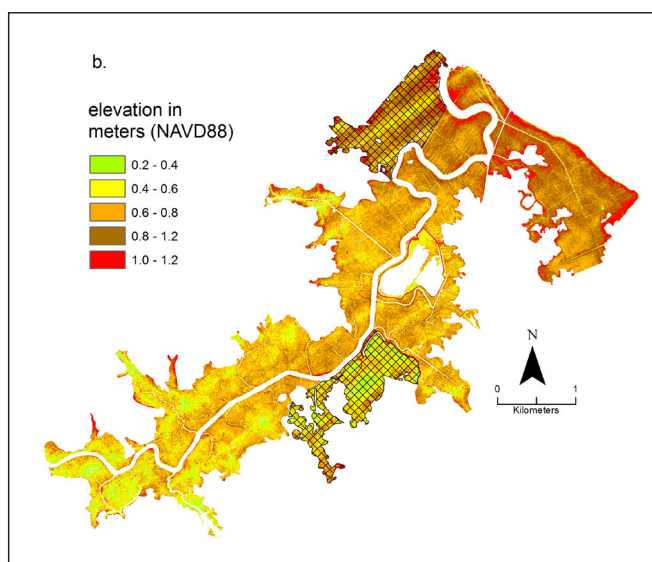 b.
elevation in
meters (NAVD88)
0.2 - 0.4
0.4 - 0.6
0.6 - 0.8
0.8 - 1.2
1.0 - 1.2
N
0 1
Kilometers